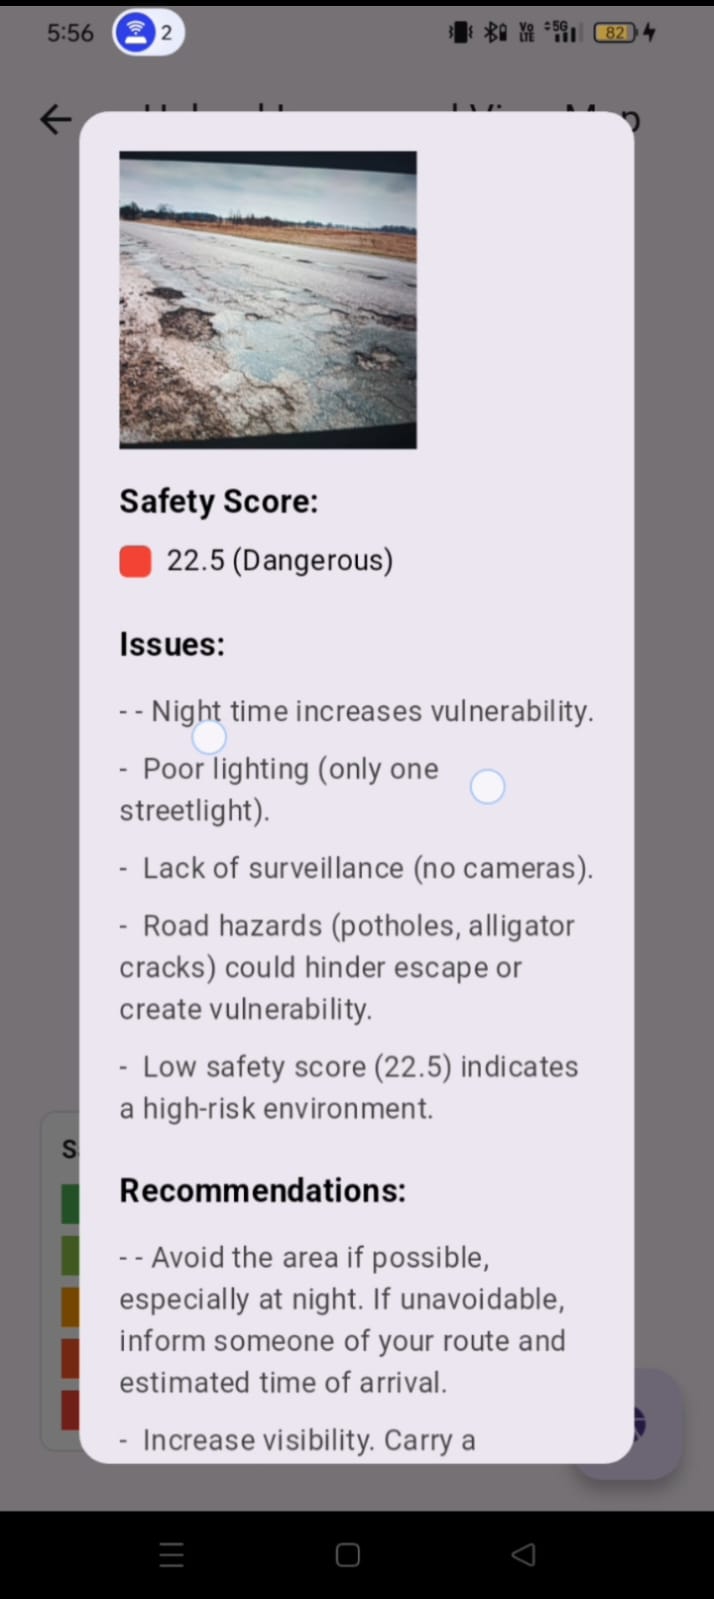 5:56
2
Vo
LTE
5G
82
Safety Score:
22.5 (Dangerous)
Issues:
- - Night time increases vulnerability.
- Poor lighting (only one
streetlight).
- Lack of surveillance (no cameras).
- Road hazards (potholes, alligator
cracks) could hinder escape or
create vulnerability.
- Low safety score (22.5) indicates
a high-risk environment.
Recommendations:
- - Avoid the area if possible,
especially at night. If unavoidable,
inform someone of your route and
estimated time of arrival.
- Increase visibility. Carry a